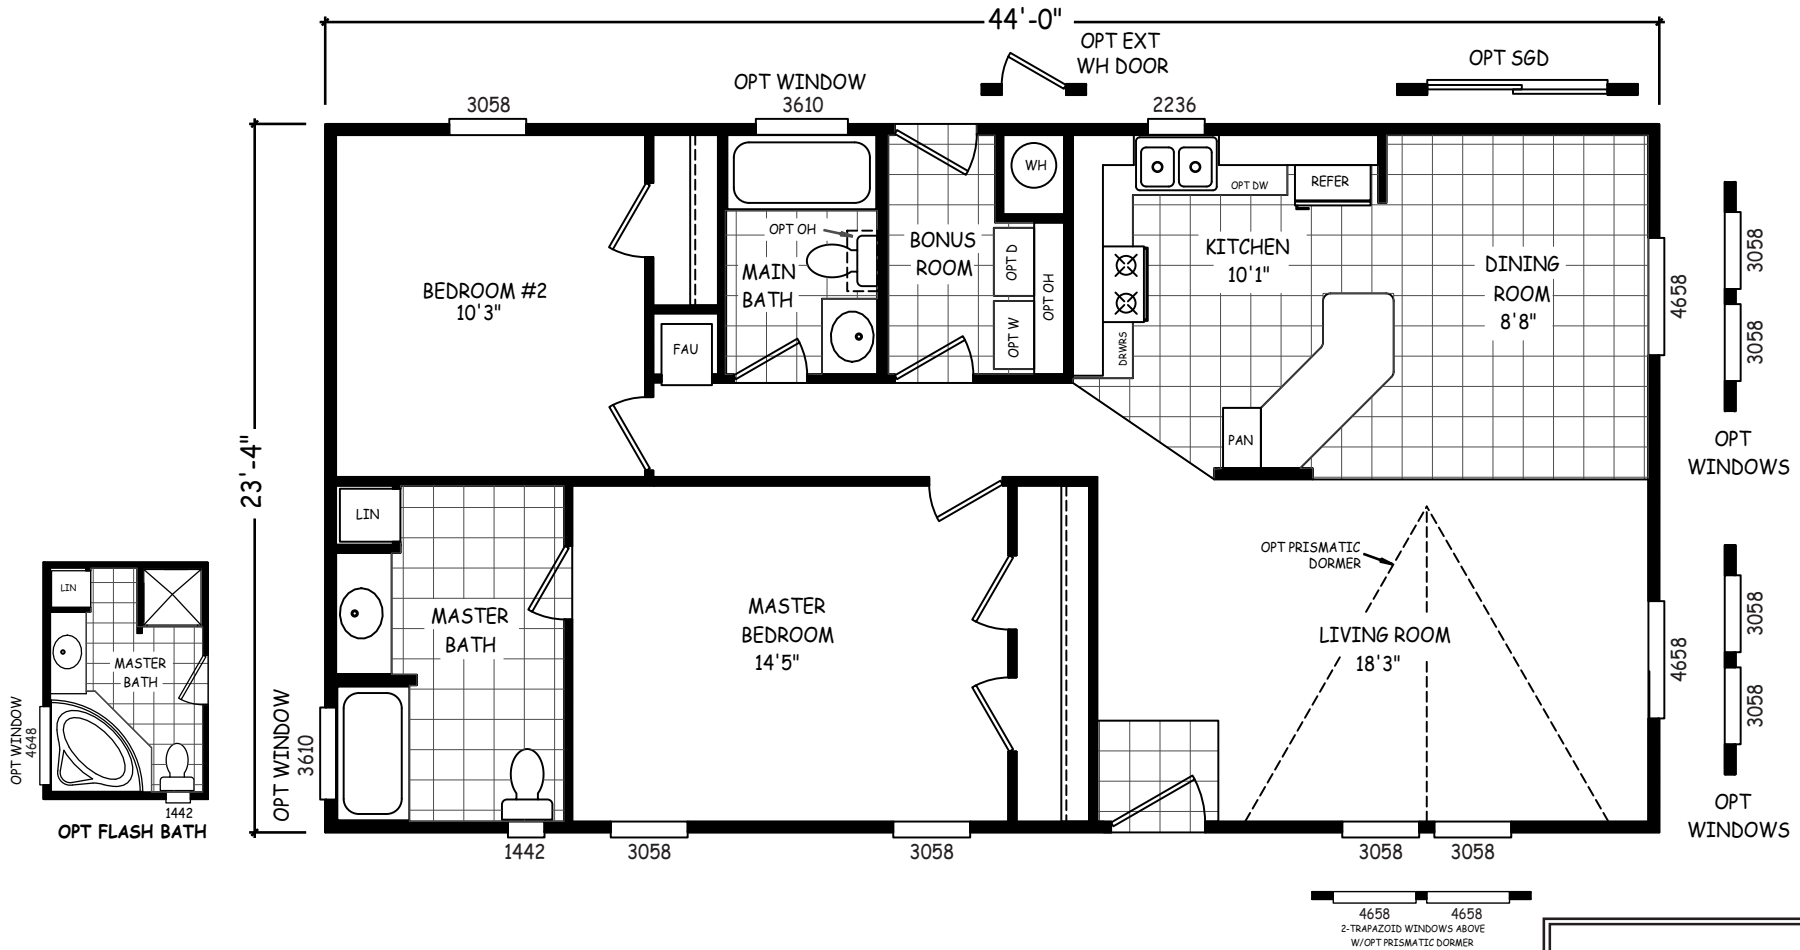 44'-0"
OPT EXT
WH DOOR
OPT SGD
OPT WINDOW
3058
3610
2236
WH
OPT DW
REFER
OPT OH
BONUS
ROOM
OPT D
OPT OH
OPT W
KITCHEN
10'1"
DINING
ROOM
8'8"
4658
3058
3058
OPT
WINDOWS
BEDROOM #2
10'3"
MAIN
BATH
FAU
DRWRS
PAN
23'-4"
LIN
MASTER
BATH
MASTER
BEDROOM
14'5"
OPT PRISMATIC
DORMER
LIVING ROOM
18'3"
4658
3058
3058
OPT
WINDOWS
LIN
MASTER
BATH
OPT WINDOW
4648
1442
OPT FLASH BATH
OPT WINDOW
3610
1442
3058
3058
3058
3058
4658
4658
2-TRAPAZOID WINDOWS ABOVE
W/OPT PRISMATIC DORMER